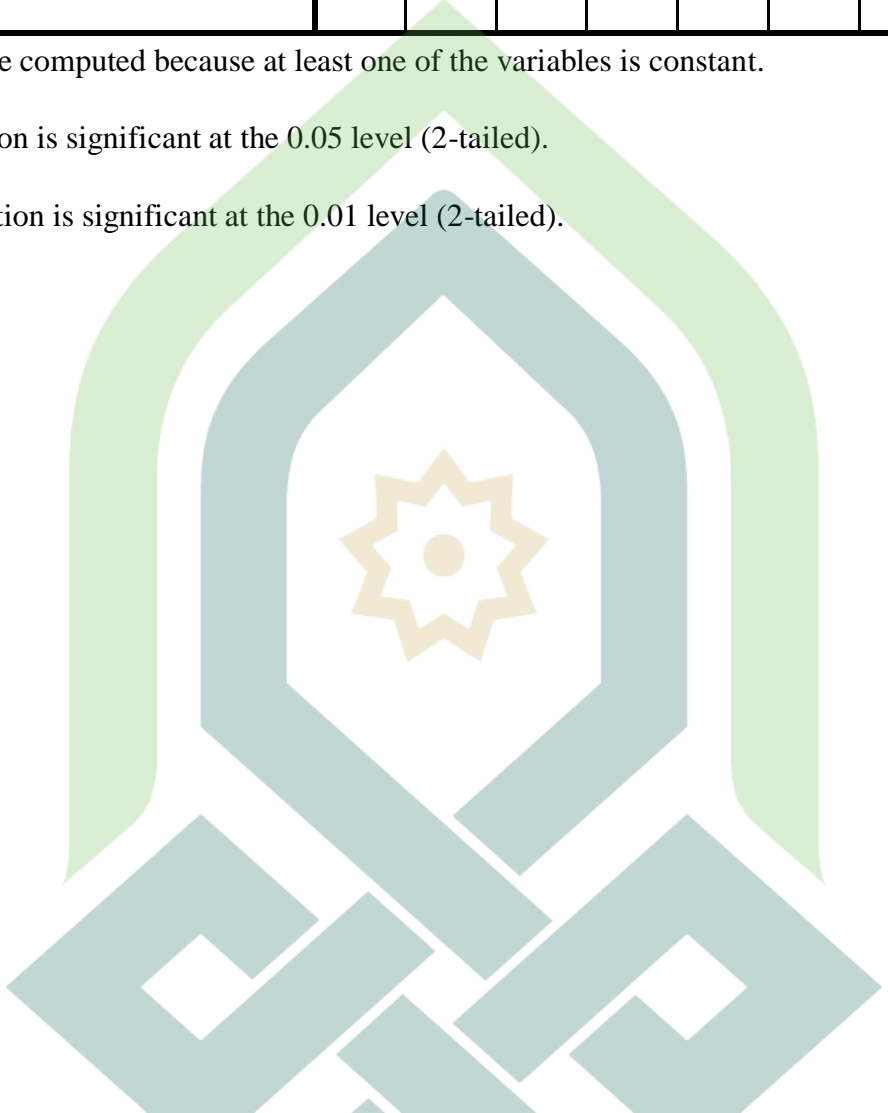 e computed because at least one of the variables is constant.
on is significant at the 0.05 level (2-tailed).
tion is significant at the 0.01 level (2-tailed).